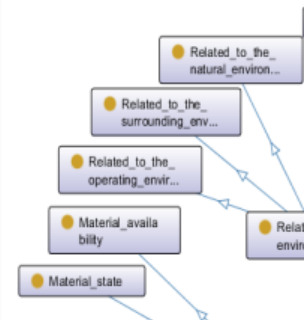 Related_to_the_
natural_environ...
Related_to_the_
surrounding_env...
Related_to_the_
operating_envir...
Material_availa
bility
Relat
envir
Material_state